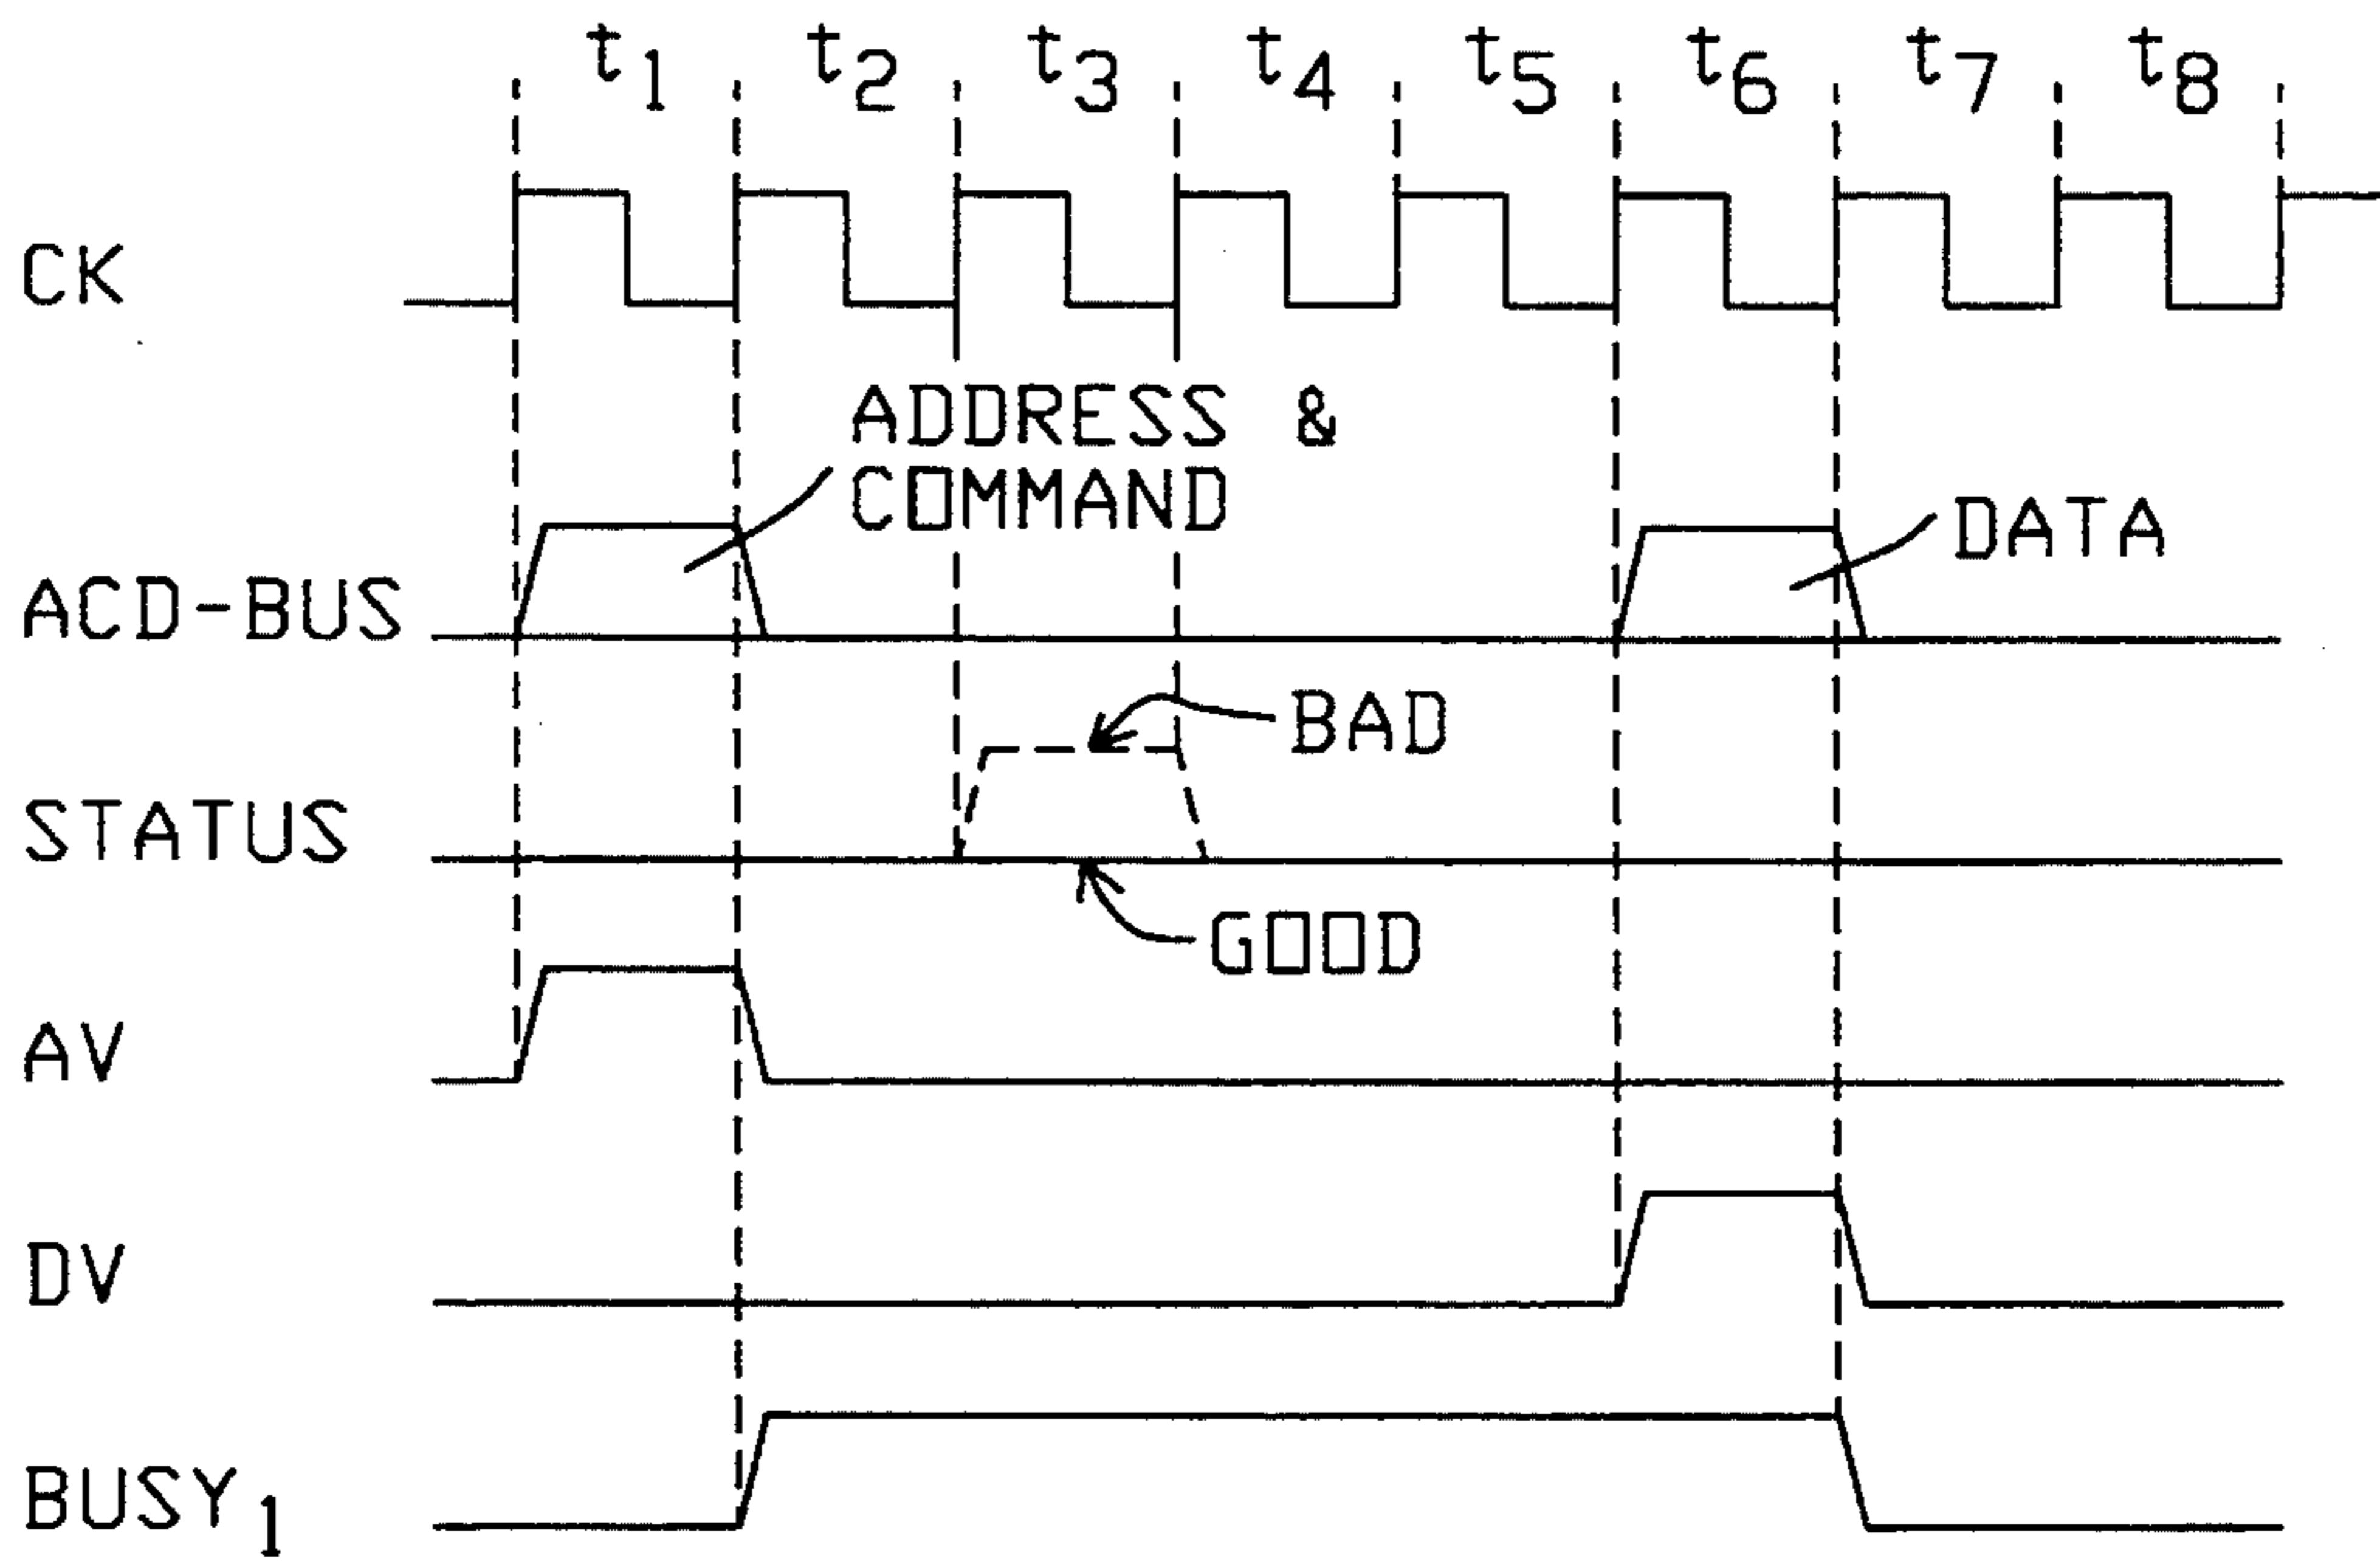 t1 t2 t3 t4 t5 t6 t7 t8
CK
ADDRESS &
COMMAND
DATA
ACD-BUS
BAD
STATUS
GOOD
AV
DV
BUSY1